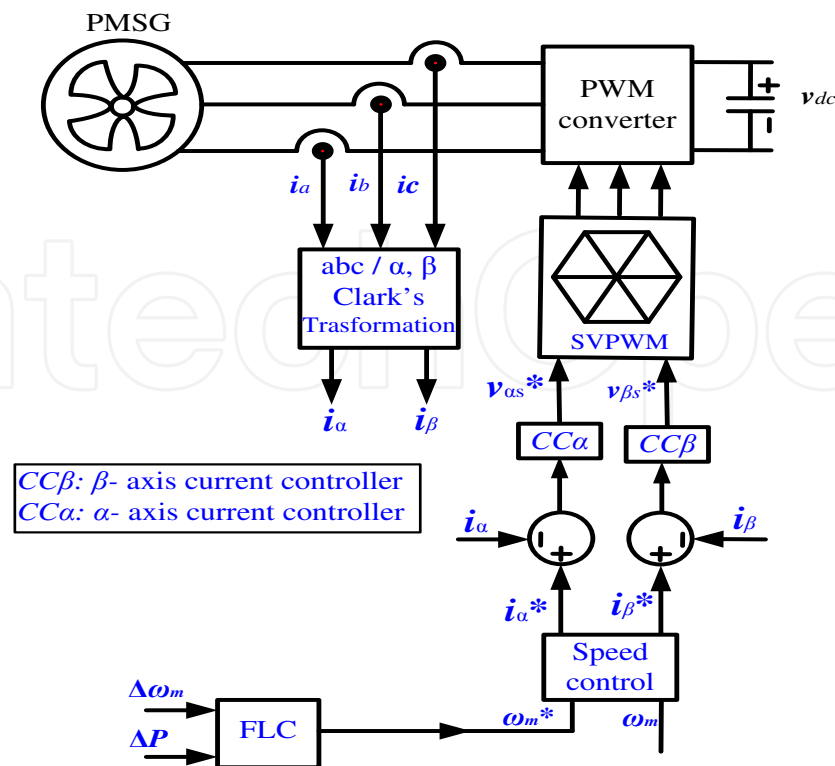 PMSG
PWM
converter
+
-
vdc
ia
ib
ic
abc / α, β
Clark's
Trasformation
SVPWM
iα
iβ
vαs*
vβs*
CCα
CCβ
CCβ: β- axis current controller
CCα: α- axis current controller
iα
-
+
+
-
iβ
iα*
iβ*
Speed
control
Δωm
ΔP
FLC
ωm*
ωm
ntechOpe